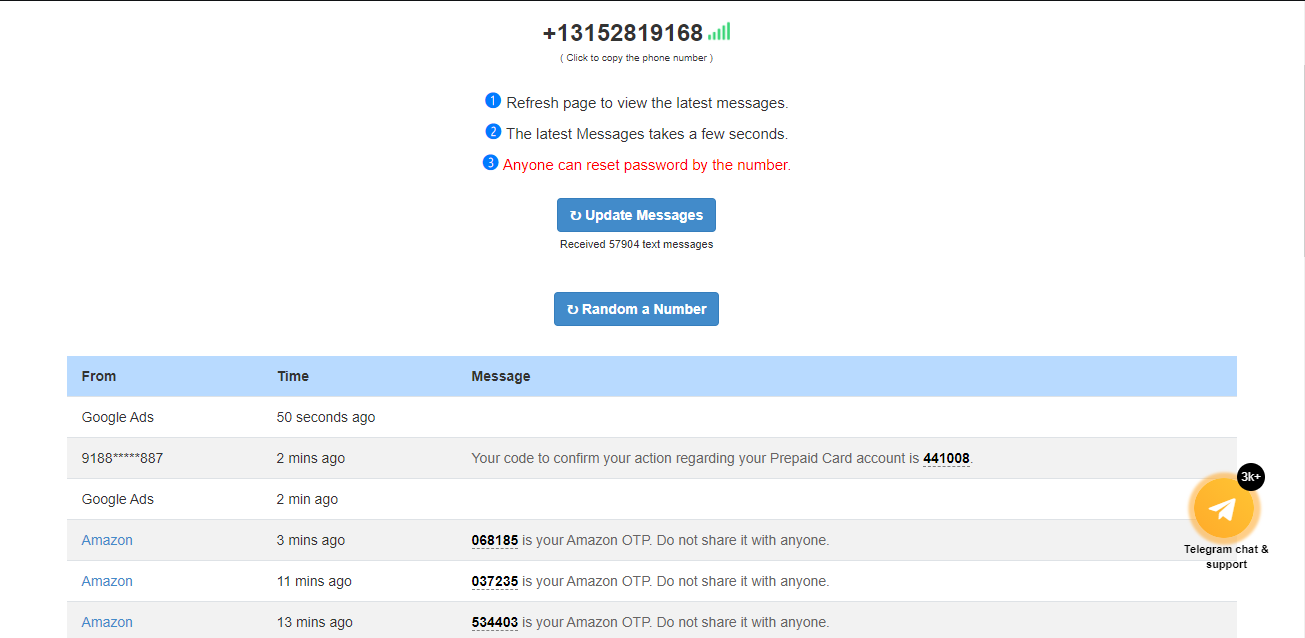 +13152819168
( Click to copy the phone number )
1 Refresh page to view the latest messages.
2 The latest Messages takes a few seconds.
3 Anyone can reset password by the number.
↻ Update Messages
Received 57904 text messages
↻ Random a Number
From Time Message
Google Ads 50 seconds ago
9188*****887 2 mins ago Your code to confirm your action regarding your Prepaid Card account is 441008.
Google Ads 2 min ago
Amazon 3 mins ago 068185 is your Amazon OTP. Do not share it with anyone.
Amazon 11 mins ago 037235 is your Amazon OTP. Do not share it with anyone.
Amazon 13 mins ago 534403 is your Amazon OTP. Do not share it with anyone.
3k+
Telegram chat &
support